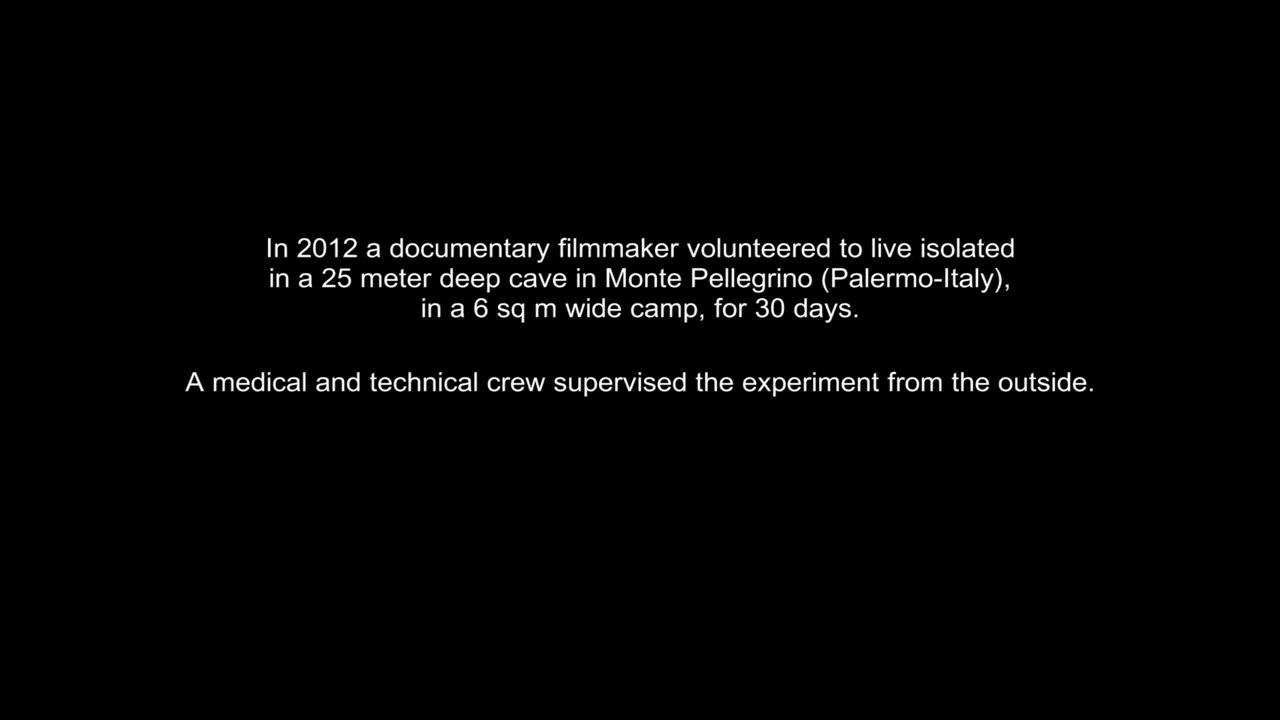 In 2012 a documentary filmmaker volunteered to live isolated
in a 25 meter deep cave in Monte Pellegrino (Palermo-Italy),
in a 6 sq m wide camp, for 30 days.
A medical and technical crew supervised the experiment from the outside.